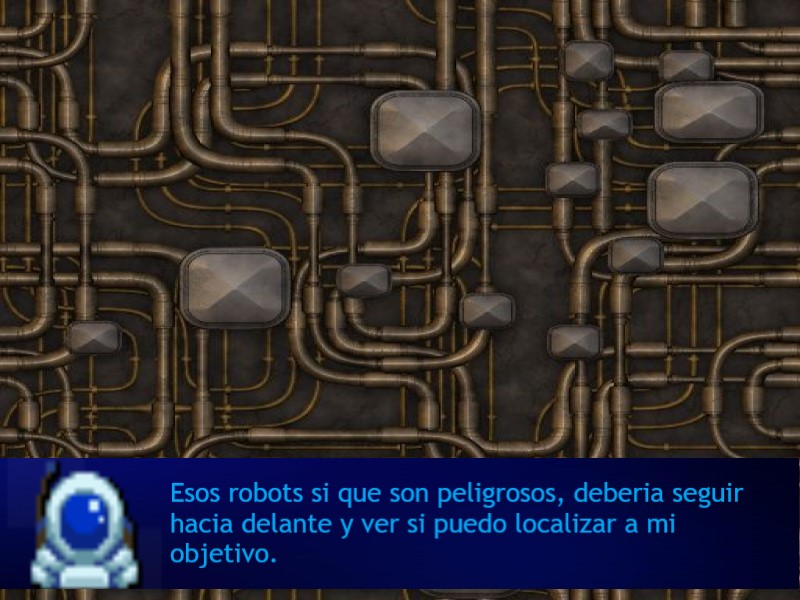 Esos robots si que son peligrosos, deberia seguir
hacia delante y ver si puedo localizar a mi
objetivo.